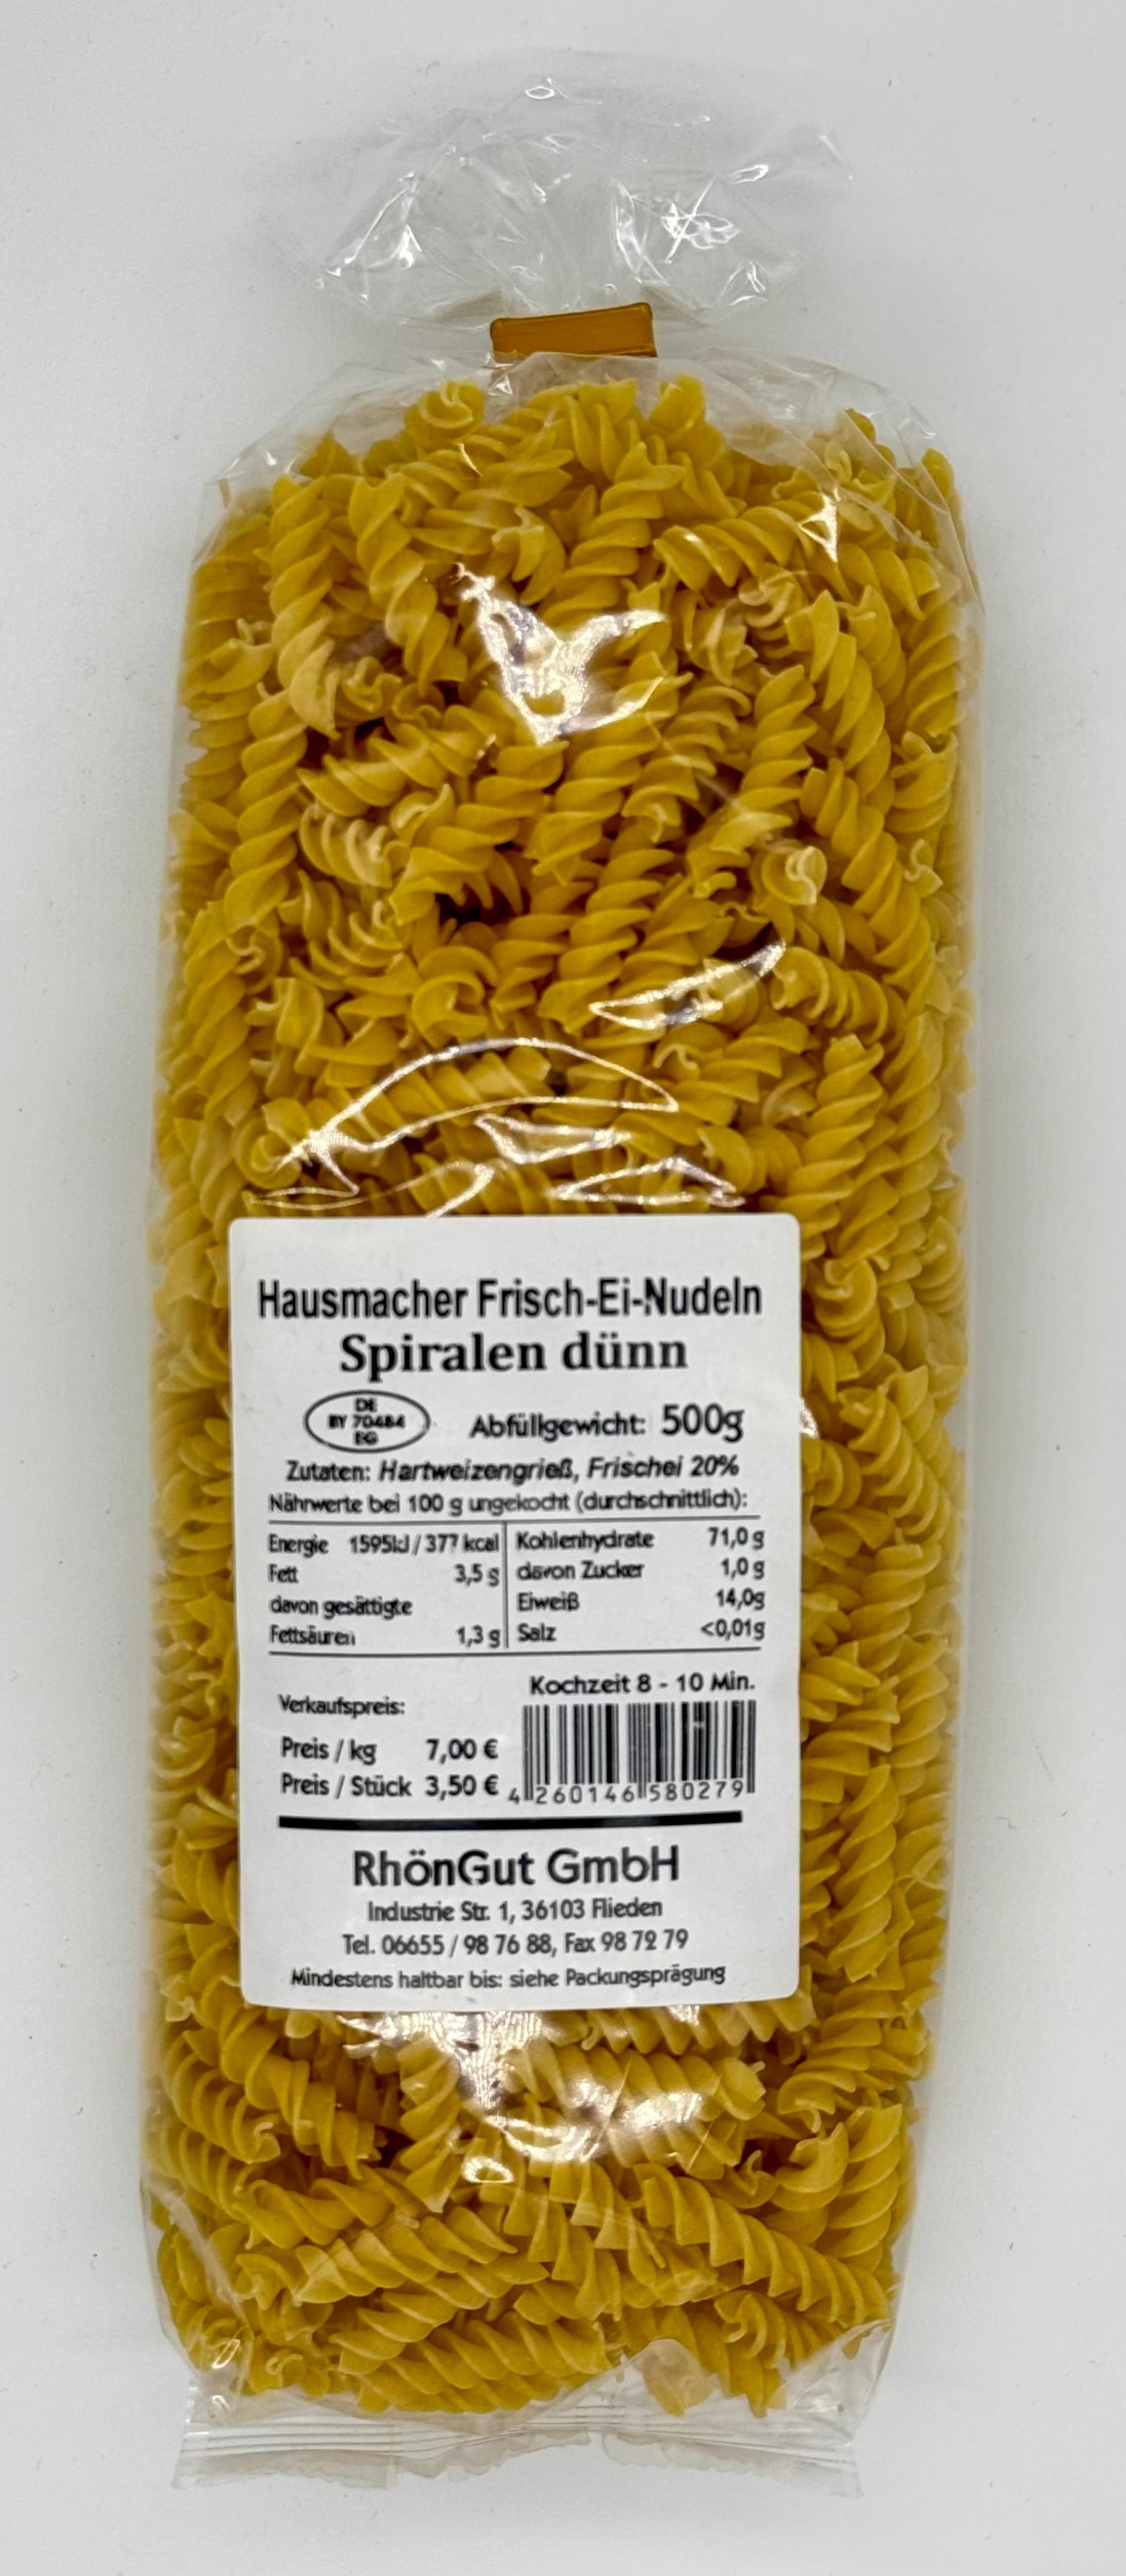 Hausmacher Frisch-Ei-Nudeln
Spiralen dünn
DE
BY 70484
EG
Abfüllgewicht: 500g
Zutaten: Hartweizengrieß, Frischei 20%
Nährwerte bei 100 g ungekocht (durchschnittlich):
Energie 1595kJ / 377 kcal
Fett 3,5 g
davon gesättigte
Fettsäuren 1,3 g
Kohlenhydrate 71,0 g
davon Zucker 1,0 g
Eiweiß 14,0g
Salz <0,01g
Kochzeit 8 - 10 Min.
Verkaufspreis:
Preis / kg 7,00 €
Preis / Stück 3,50 €
4 260146 580279
RhönGut GmbH
Industrie Str. 1, 36103 Flieden
Tel. 06655 / 98 76 88, Fax 98 72 79
Mindestens haltbar bis: siehe Packungsprägung